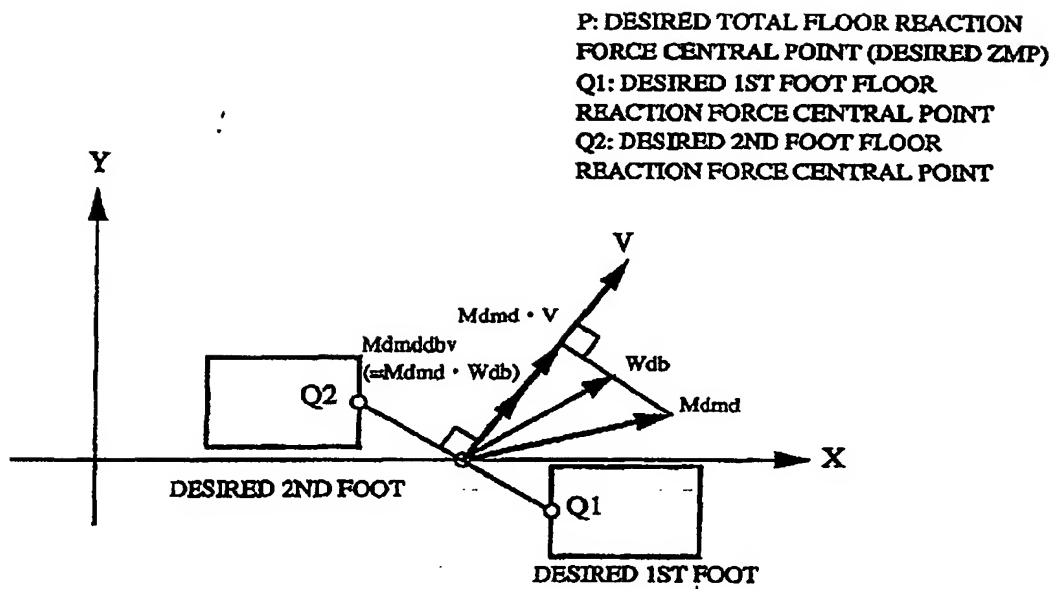 P: DESIRED TOTAL FLOOR REACTION
FORCE CENTRAL POINT (DESIRED ZMP)
Q1: DESIRED 1ST FOOT FLOOR
REACTION FORCE CENTRAL POINT
Q2: DESIRED 2ND FOOT FLOOR
REACTION FORCE CENTRAL POINT
Y
V
Mdmd · V
Mdmddbv
(=Mdmd · Wdb)
Wdb
Q2
Mdmd
X
DESIRED 2ND FOOT
Q1
DESIRED 1ST FOOT